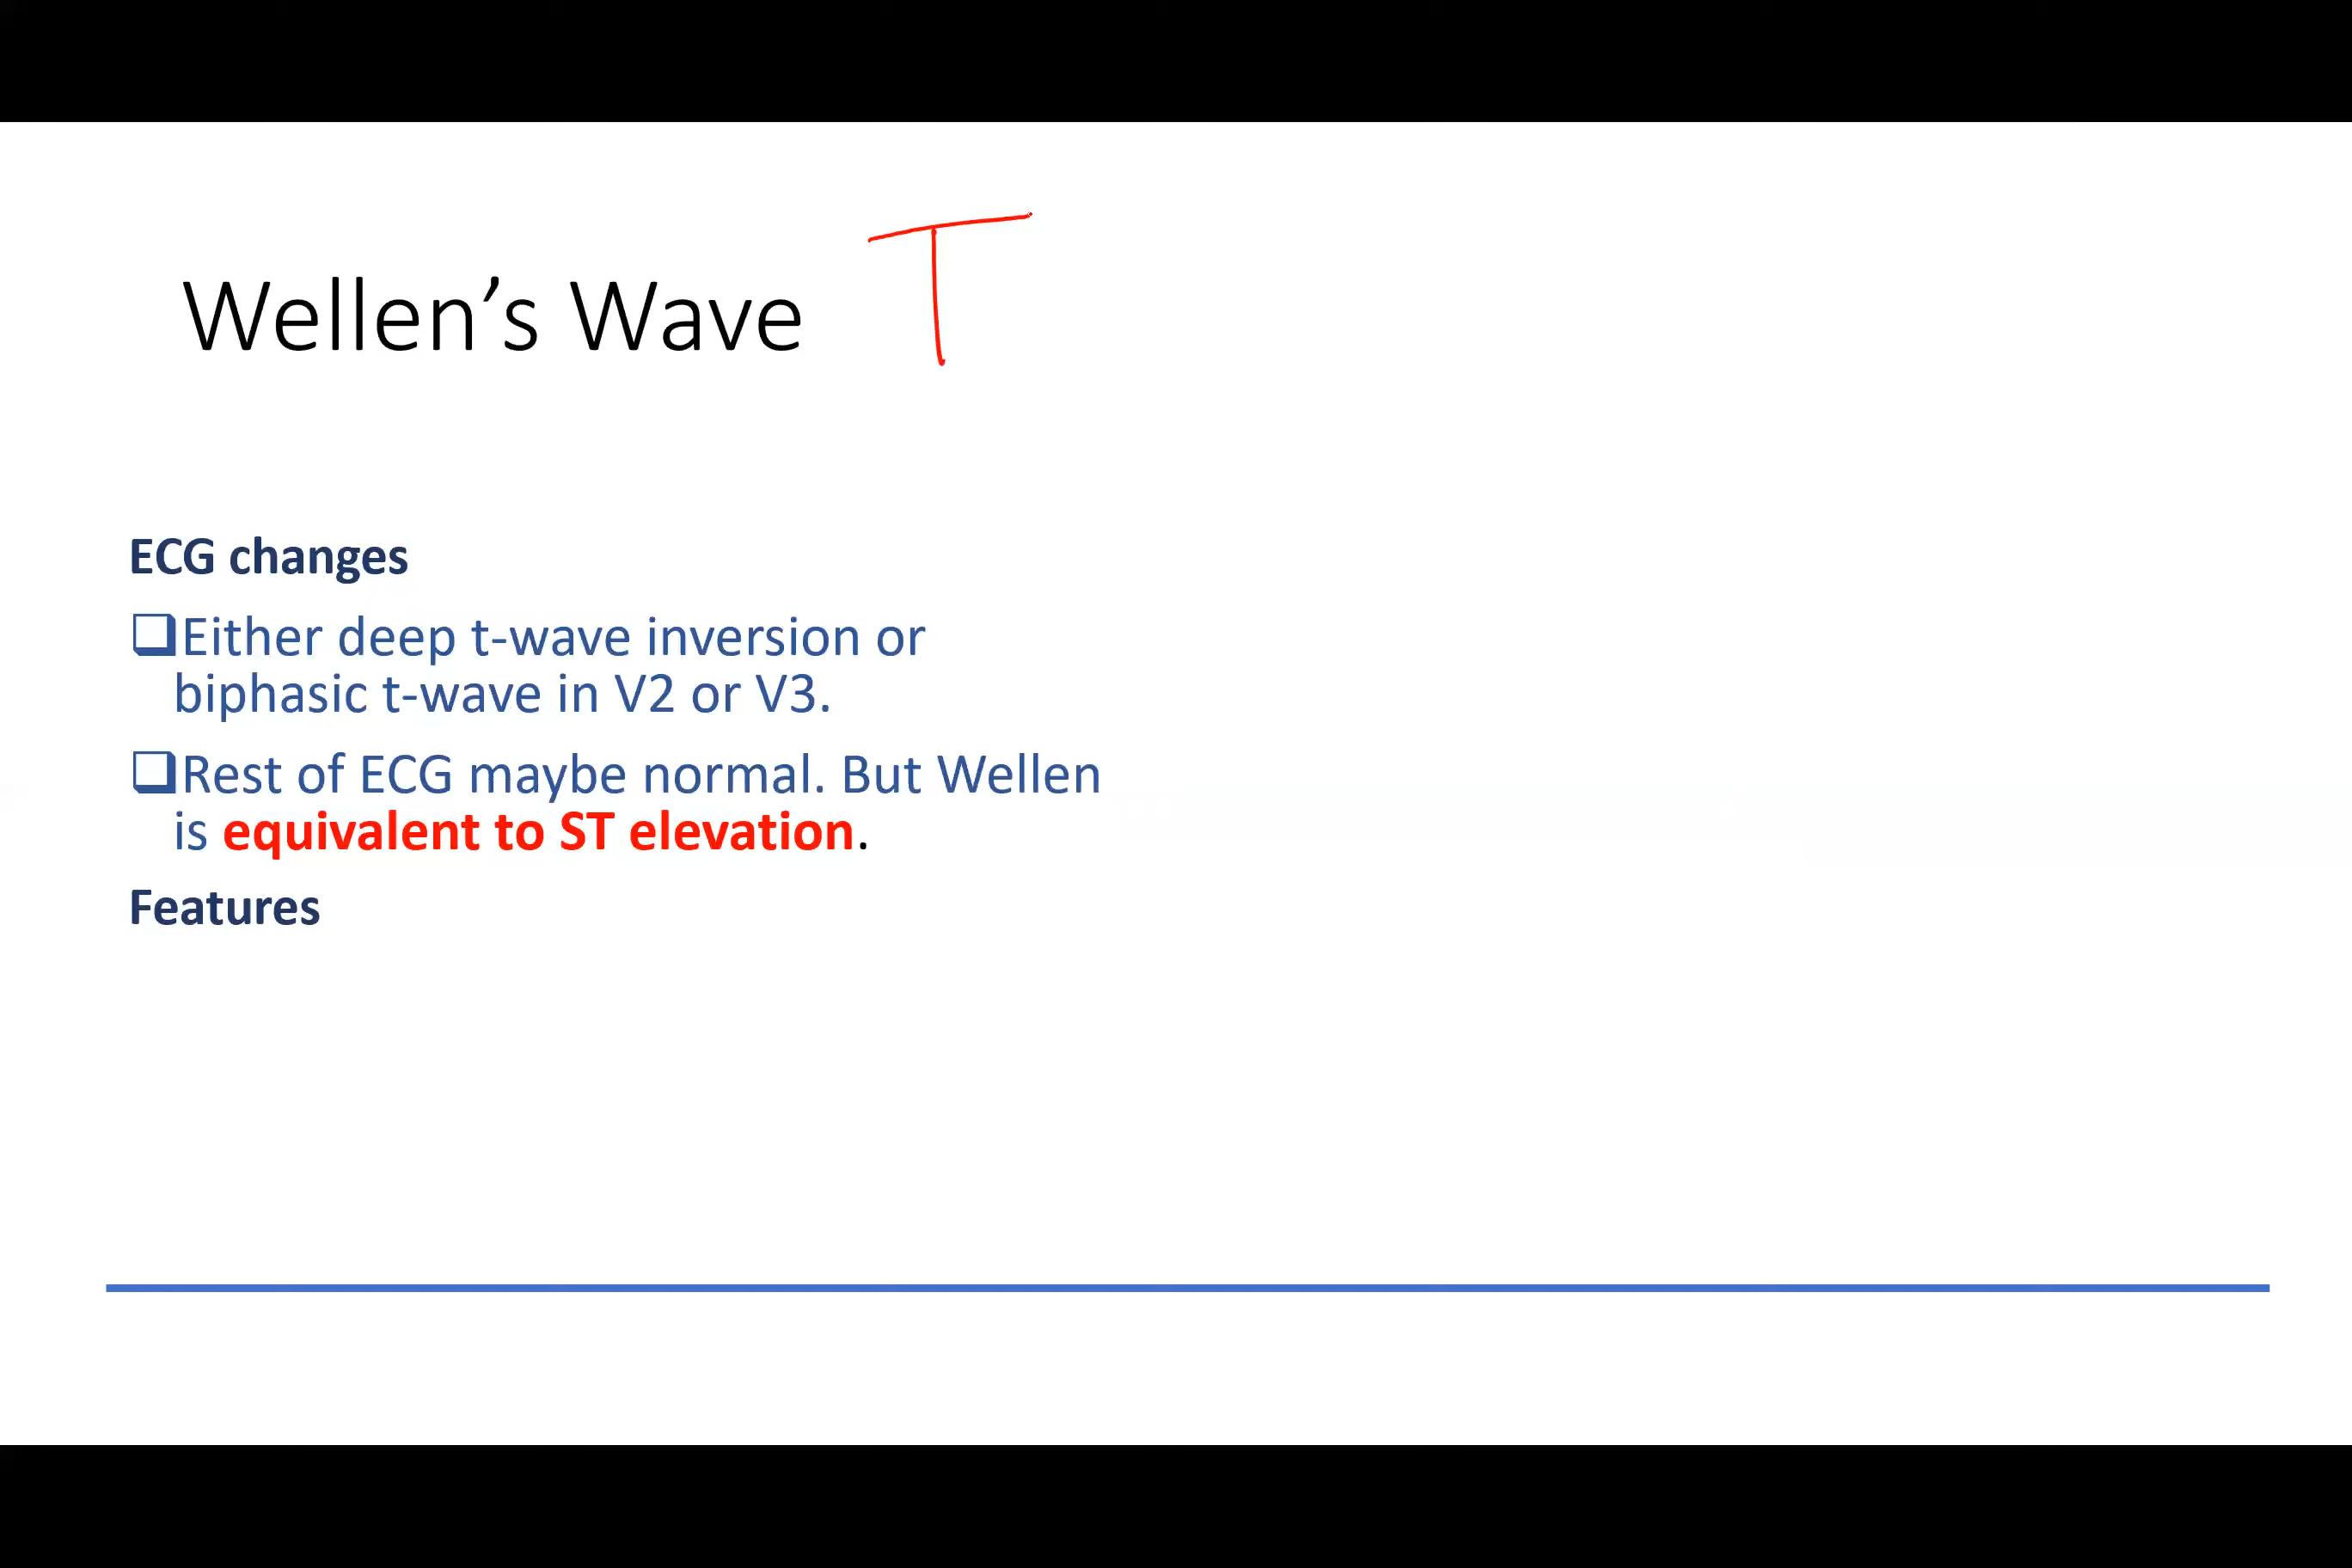 Wellen’s Wave T
ECG changes
❑Either deep t-wave inversion or
biphasic t-wave in V2 or V3.
❑Rest of ECG maybe normal. But Wellen
is equivalent to ST elevation.
Features